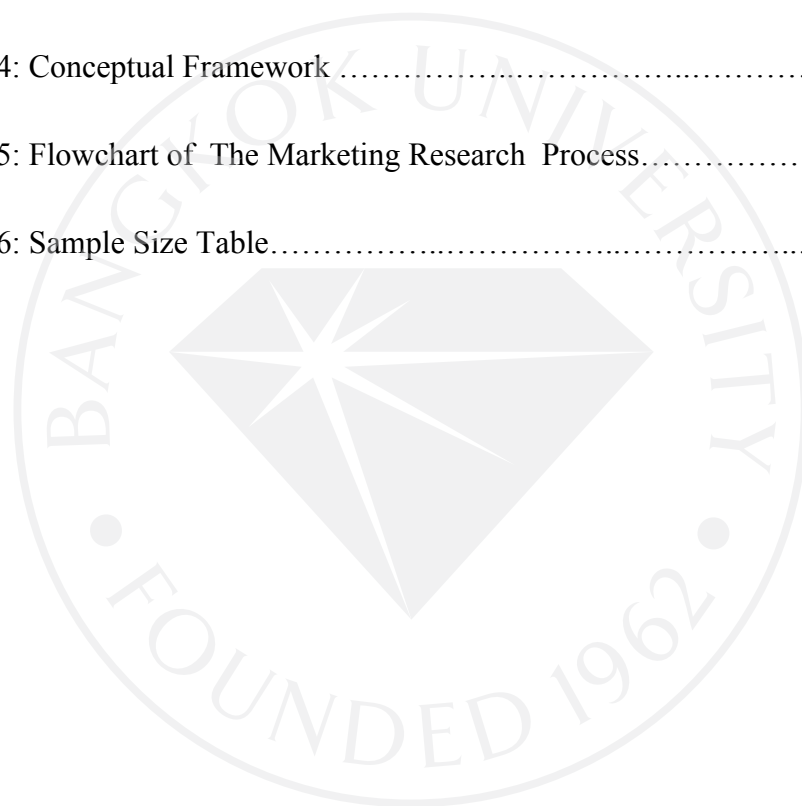 4: Conceptual Framework ……………..……………..…………
5: Flowchart of  The Marketing Research  Process……………
6: Sample Size Table……………..……………..……………..
BANGKOK UNIVERSITY
• FOUNDED 1962 •